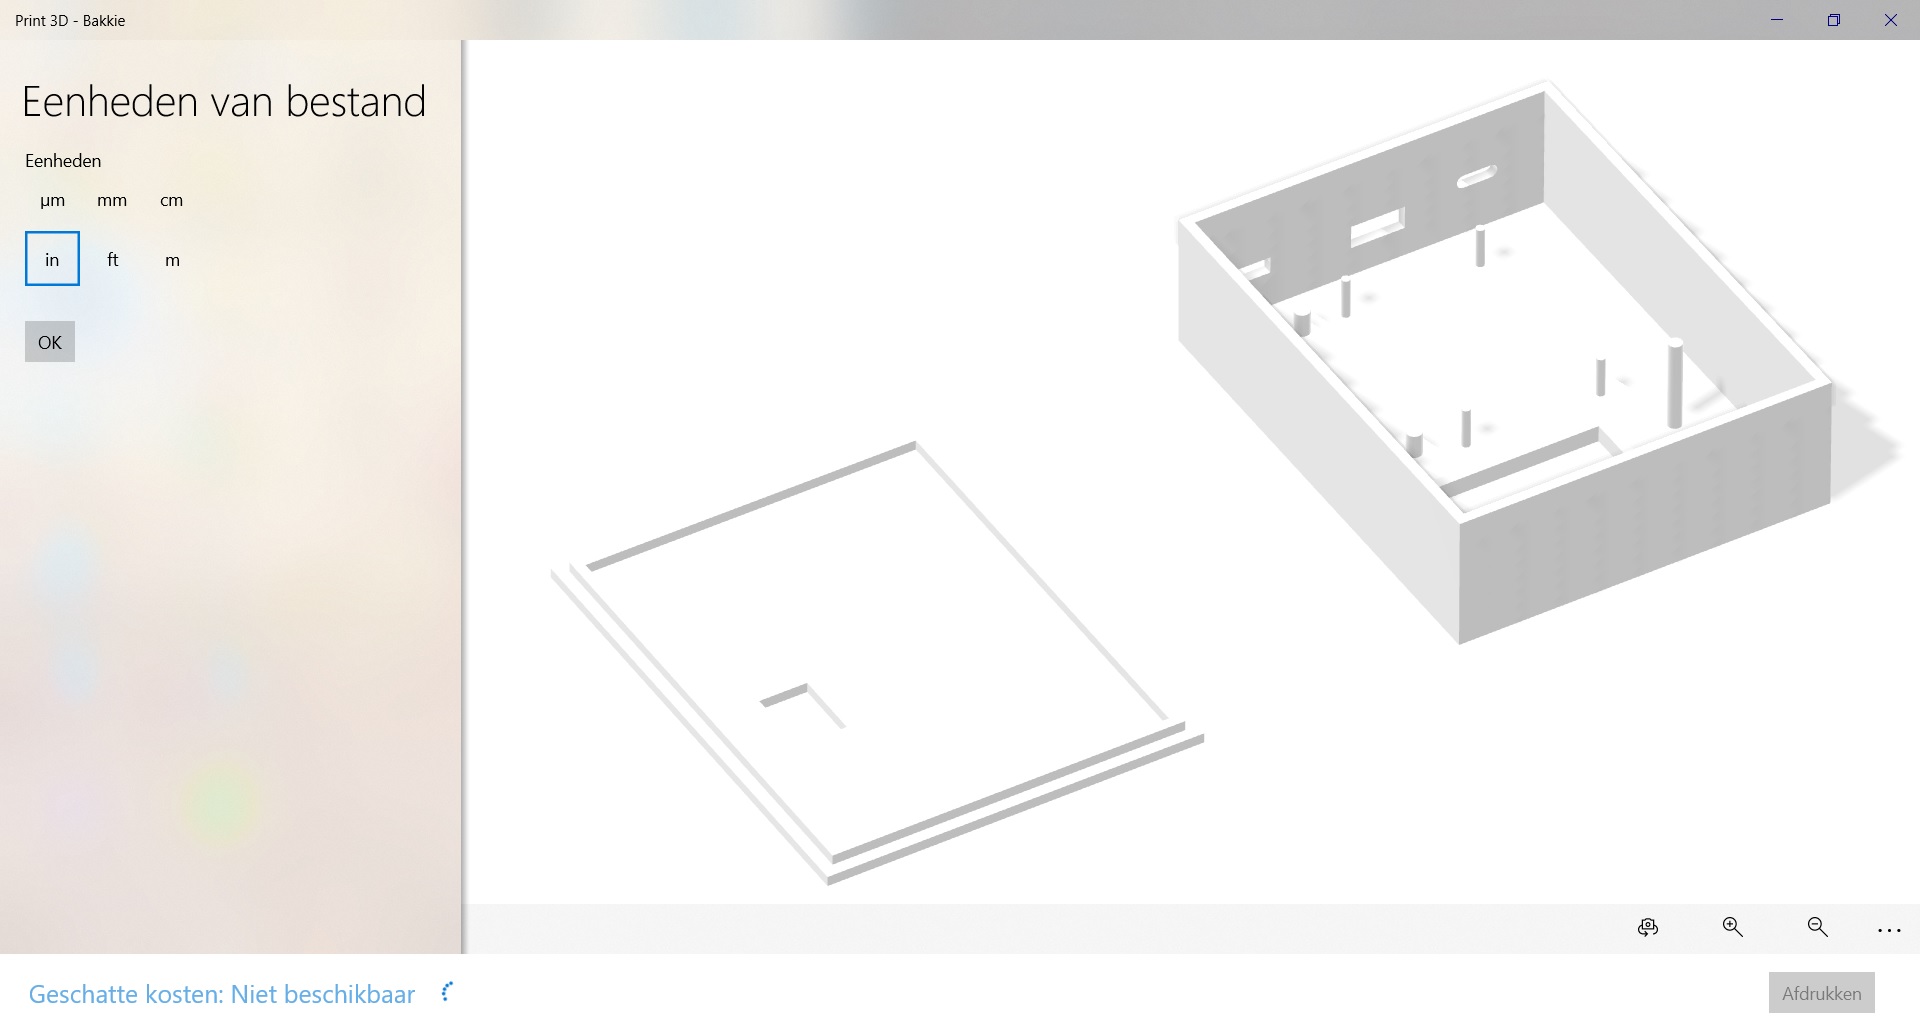 Print 3D - Bakkie
Eenheden van bestand
Eenheden
µm mm cm
in ft m
OK
Geschatte kosten: Niet beschikbaar
Afdrukken